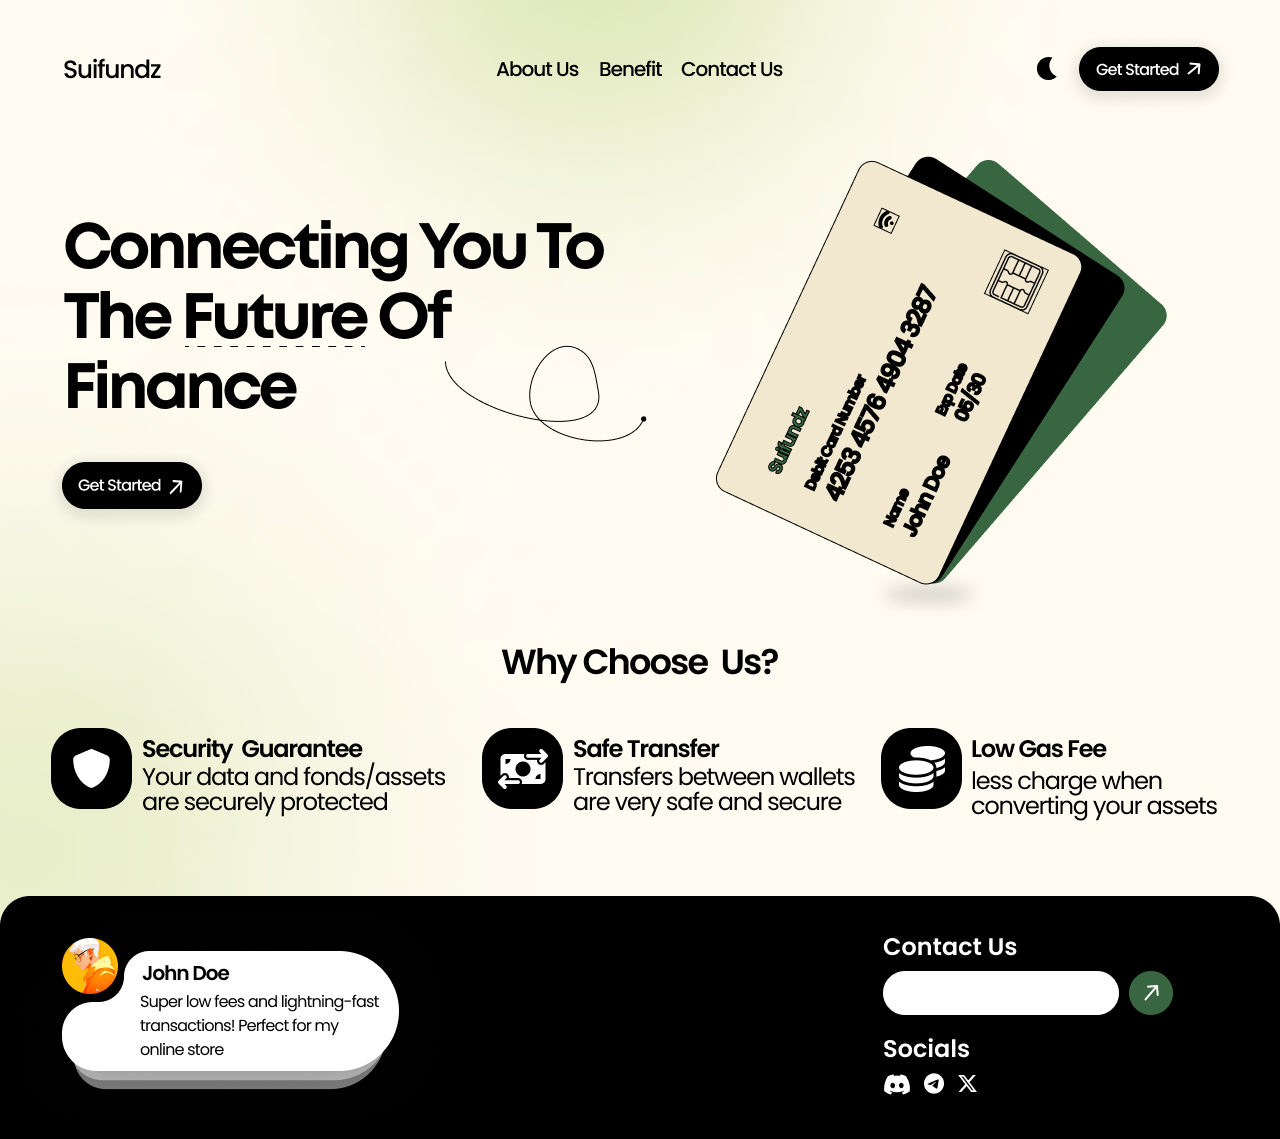 Suifundz
About Us Benefit Contact Us
Get Started
Connecting You To
The Future Of
Finance
Get Started
Suifundz
Debit Card Number
4253 4576 4904 3287
Exp Date
05/30
Name
John Doe
Why Choose Us?
Security Guarantee
Your data and fonds/assets
are securely protected
Safe Transfer
Transfers between wallets
are very safe and secure
Low Gas Fee
less charge when
converting your assets
John Doe
Super low fees and lightning-fast
transactions! Perfect for my
online store
Contact Us
Socials